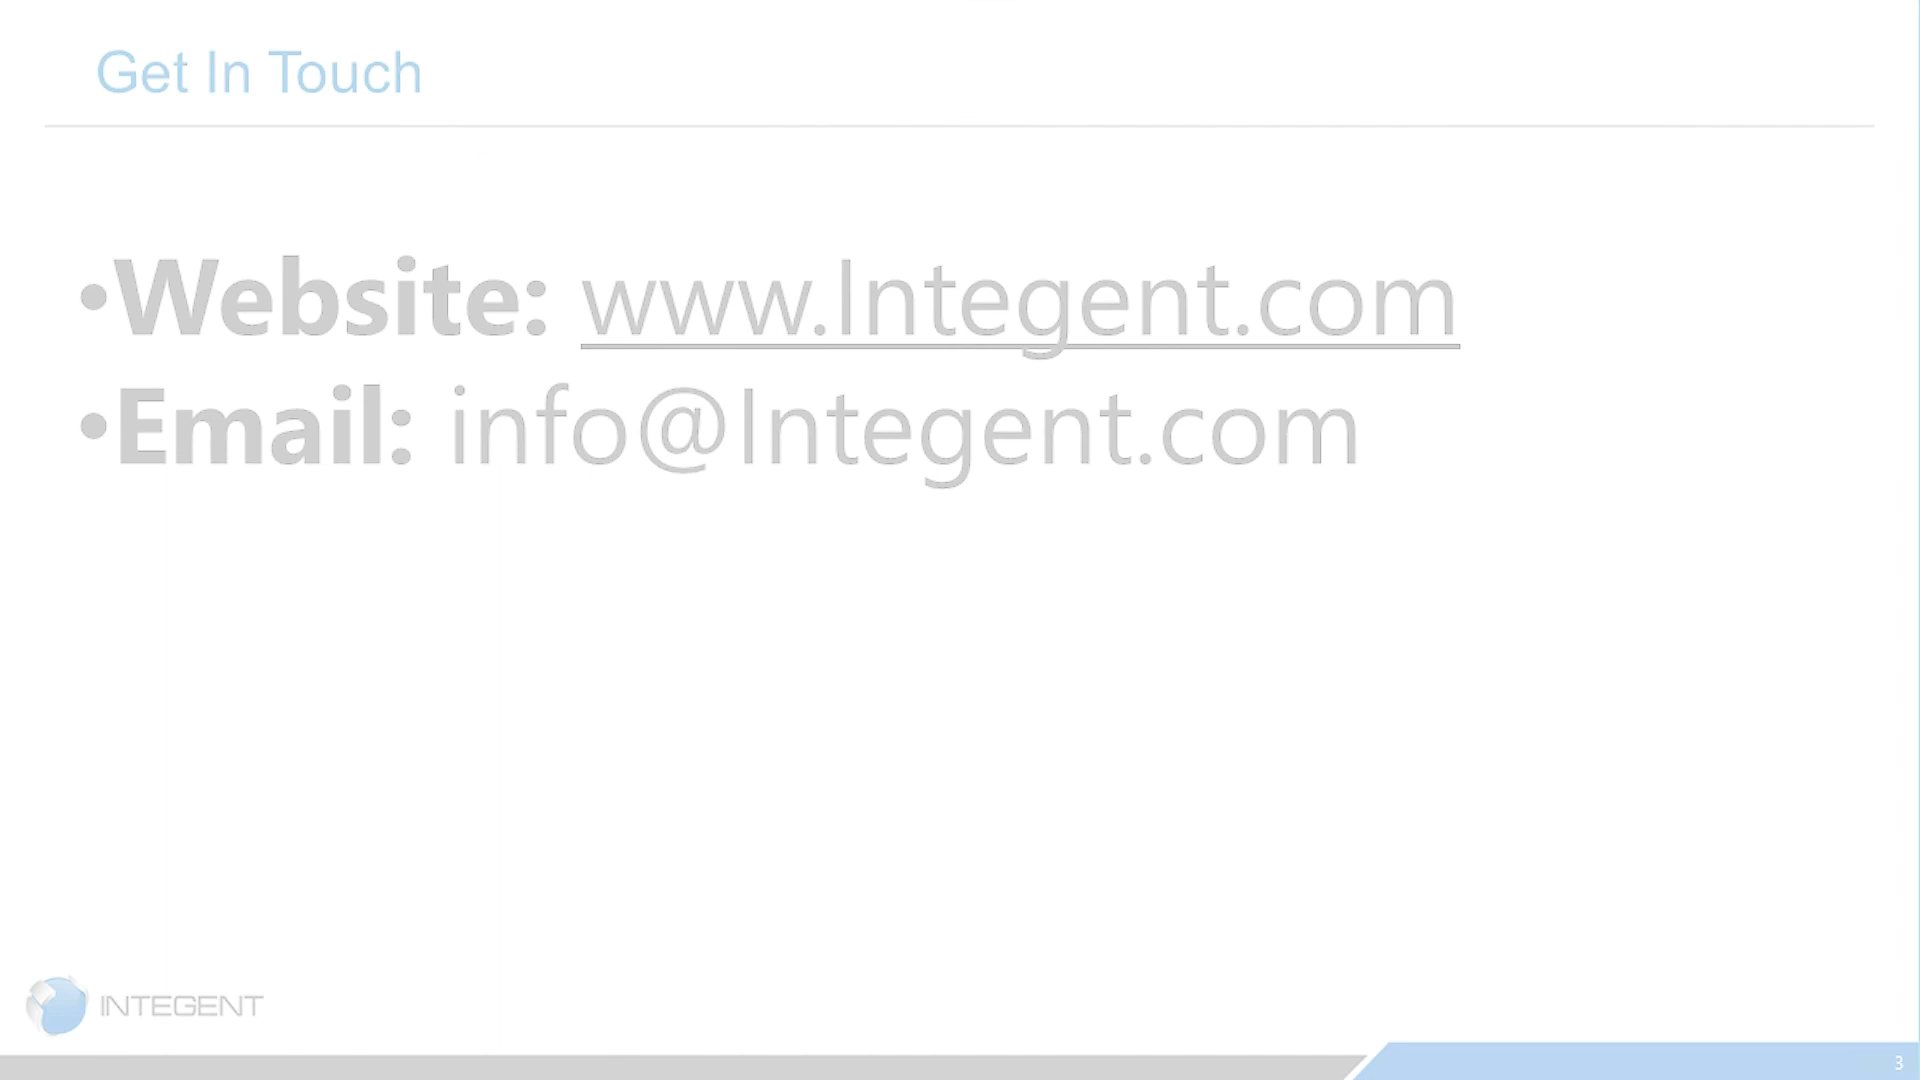 Get In Touch
•Website: www.Integent.com
•Email: info@Integent.com
INTEGENT
3